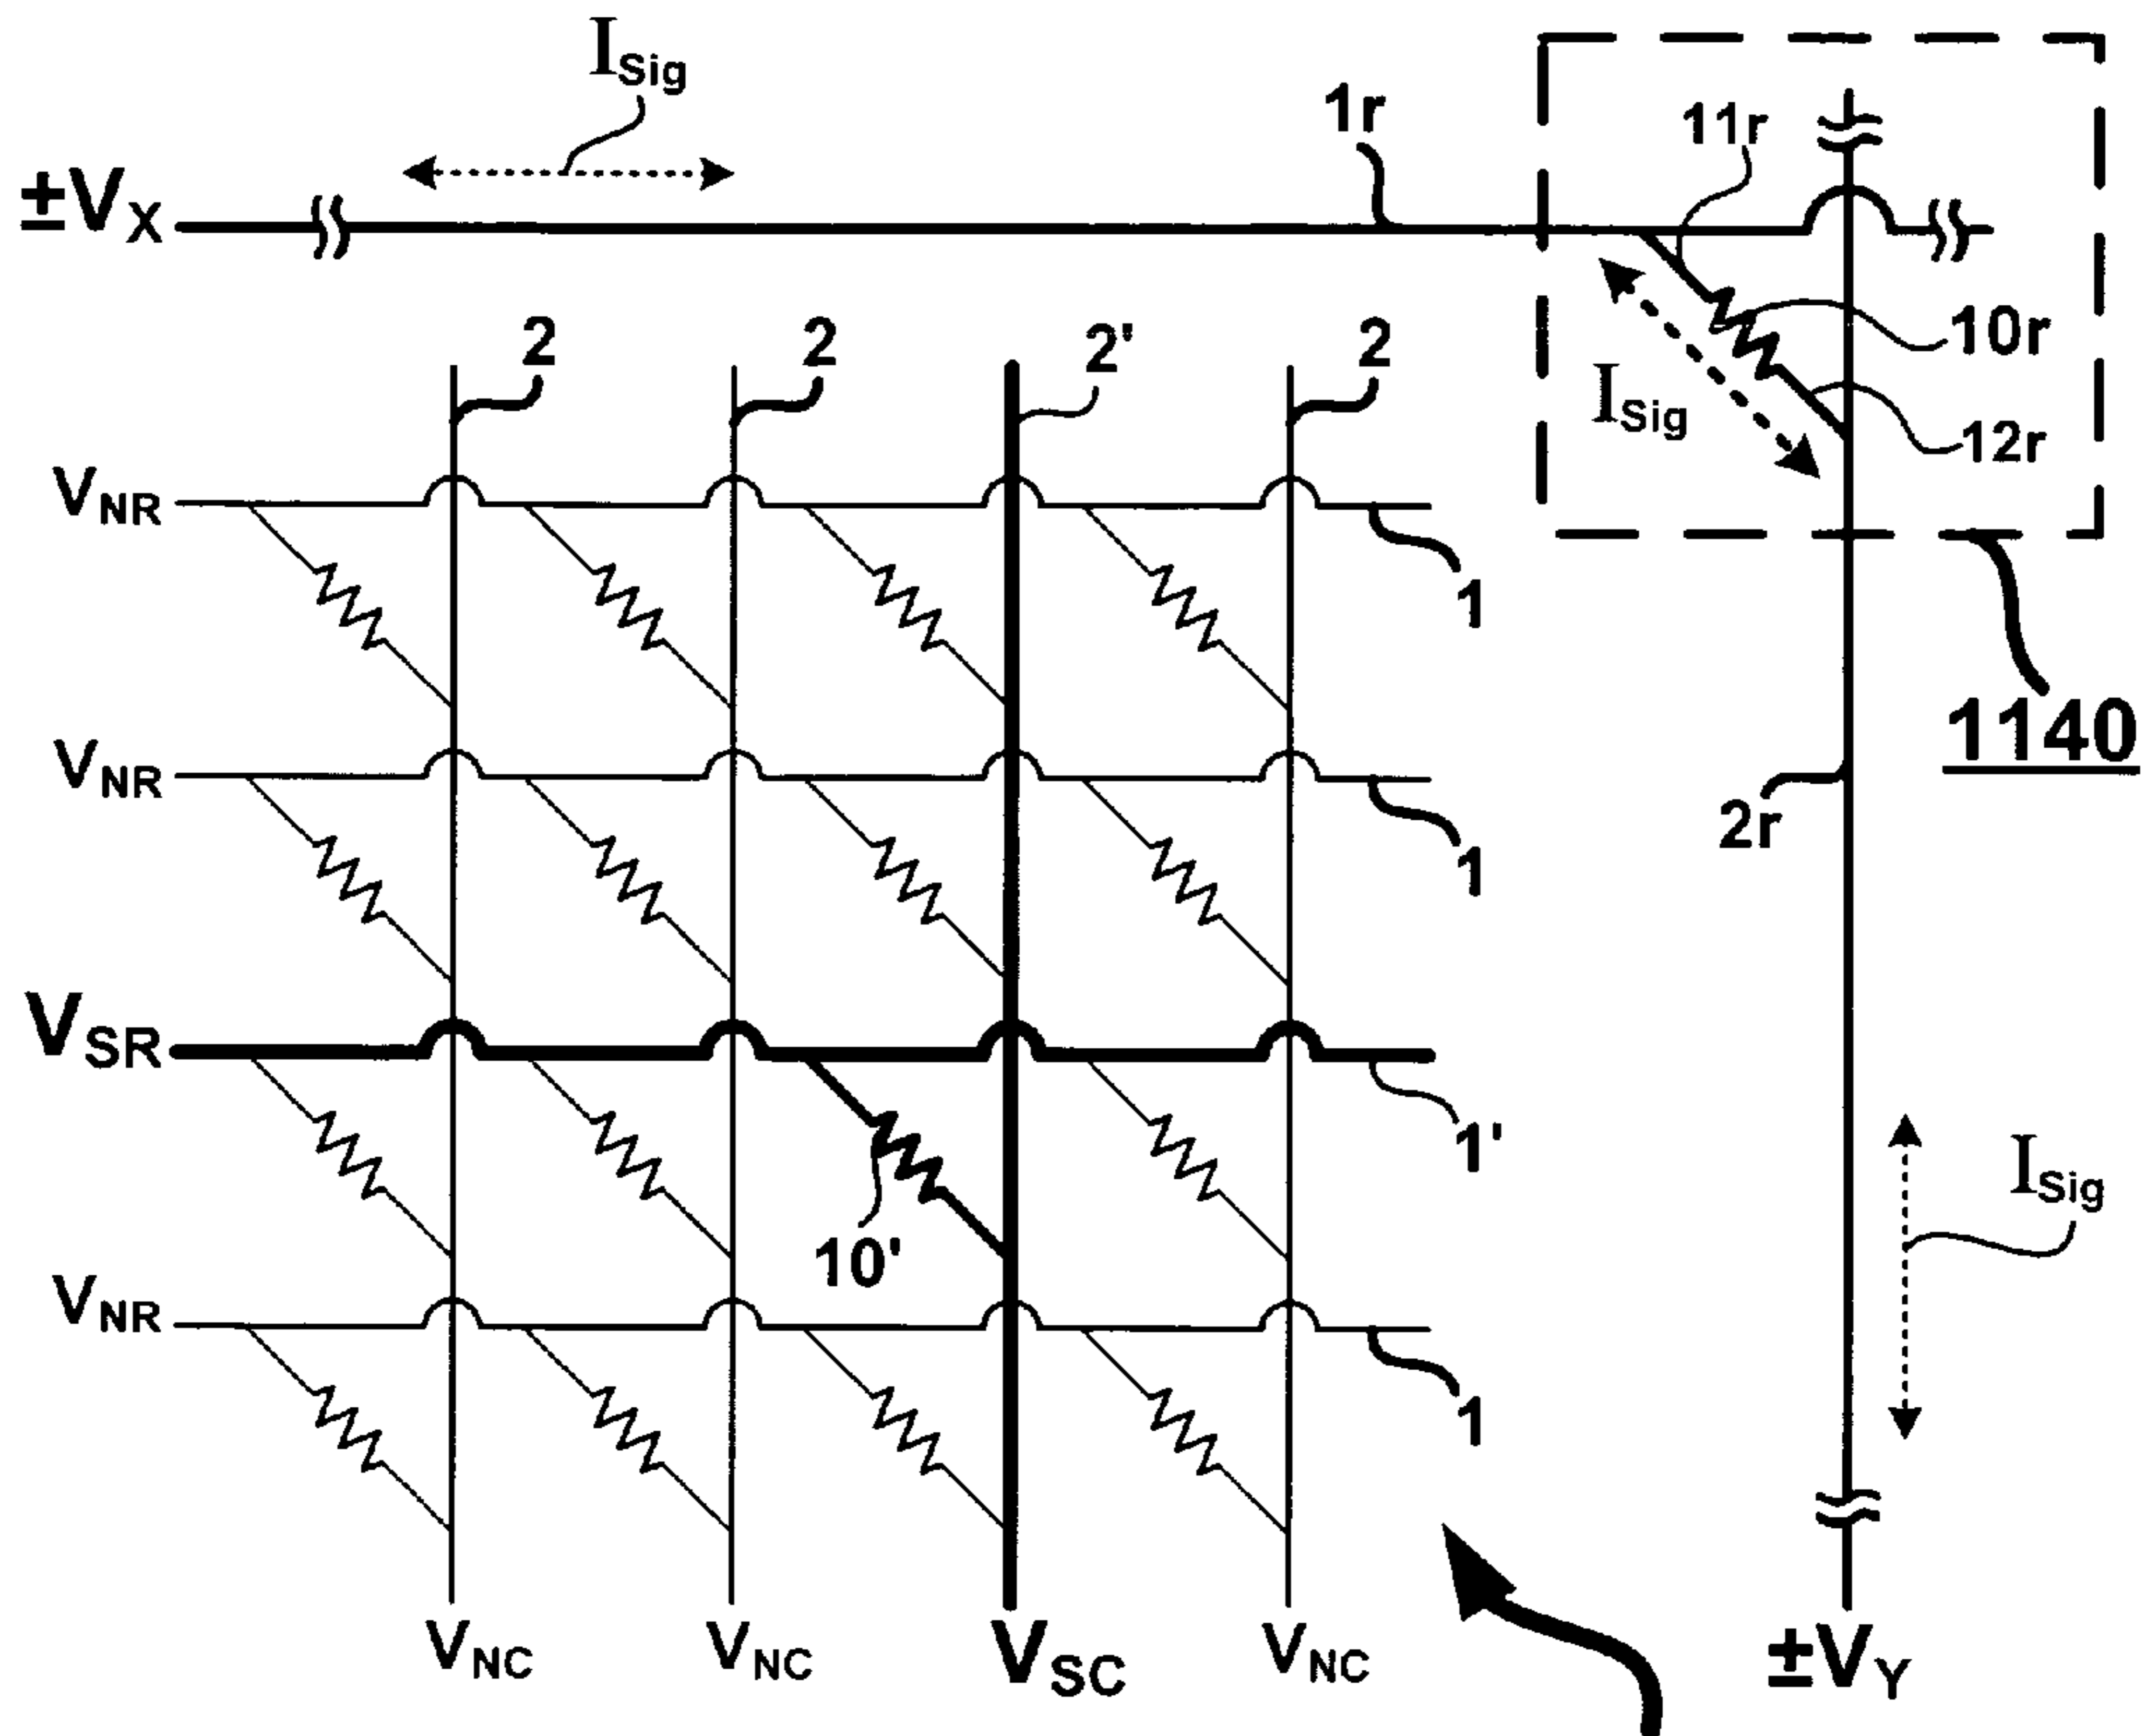 I_Sig
1r
11r
±V_X
10r
2
2
2'
2
I_Sig
12r
V_NR
1
1140
V_NR
2r
1
V_SR
1'
I_Sig
10'
V_NR
1
V_NC
V_NC
V_SC
V_NC
±V_Y